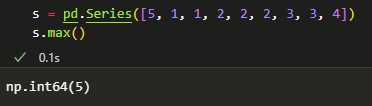 s = pd.Series([5, 1, 1, 2, 2, 2, 3, 3, 4])
s.max()
✓ 0.1s
np.int64(5)